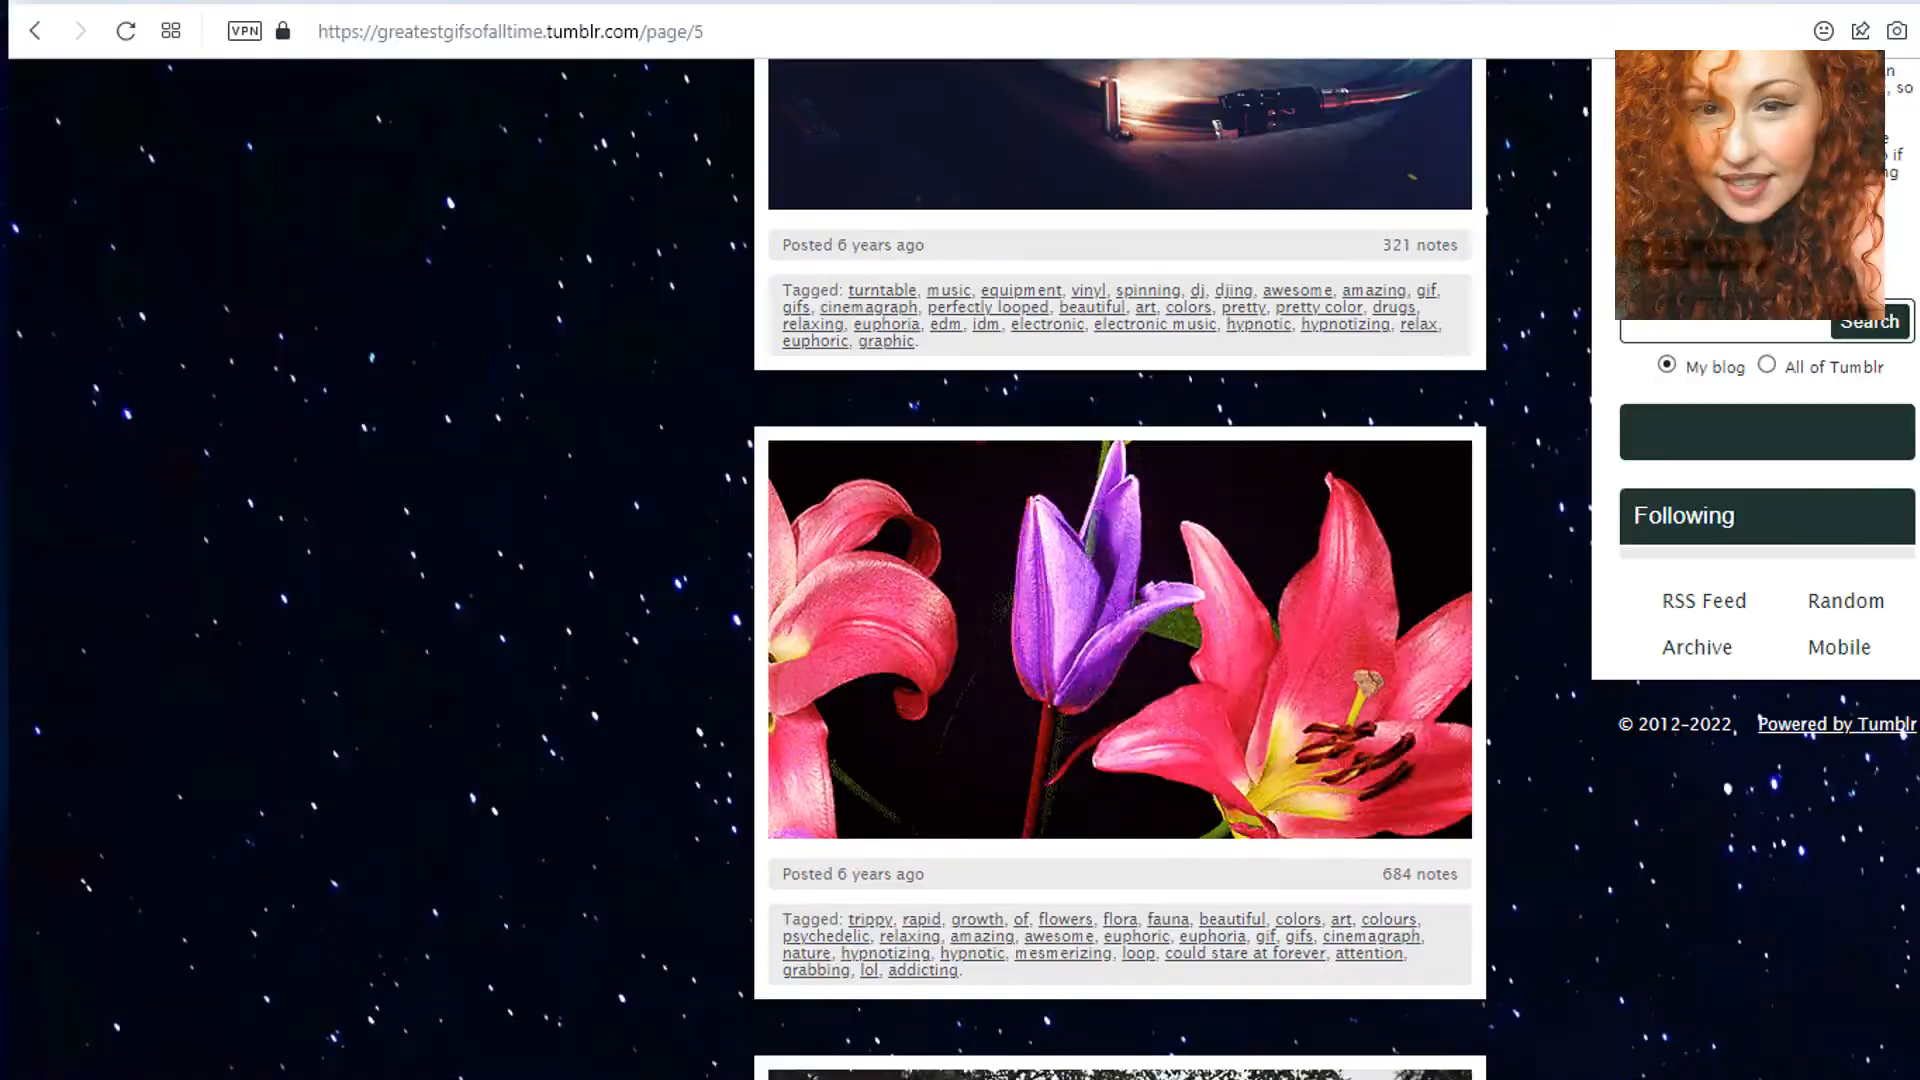 VPN
https://greatestgifsofalltime.tumblr.com/page/5
Posted 6 years ago 321 notes
Tagged: turntable, music, equipment, vinyl, spinning, dj, djing, awesome, amazing, gif,
gifs, cinemagraph, perfectly looped, beautiful, art, colors, pretty, pretty color, drugs,
relaxing, euphoria, edm, idm, electronic, electronic music, hypnotic, hypnotizing, relax,
euphoric, graphic.
Posted 6 years ago 684 notes
Tagged: trippy, rapid, growth, of, flowers, flora, fauna, beautiful, colors, art, colours,
psychedelic, relaxing, amazing, awesome, euphoric, euphoria, gif, gifs, cinemagraph,
nature, hypnotizing, hypnotic, mesmerizing, loop, could stare at forever, attention,
grabbing, lol, addicting.
, so
if
Search
My blog All of Tumblr
Following
RSS Feed Random
Archive Mobile
© 2012-2022 Powered by Tumblr